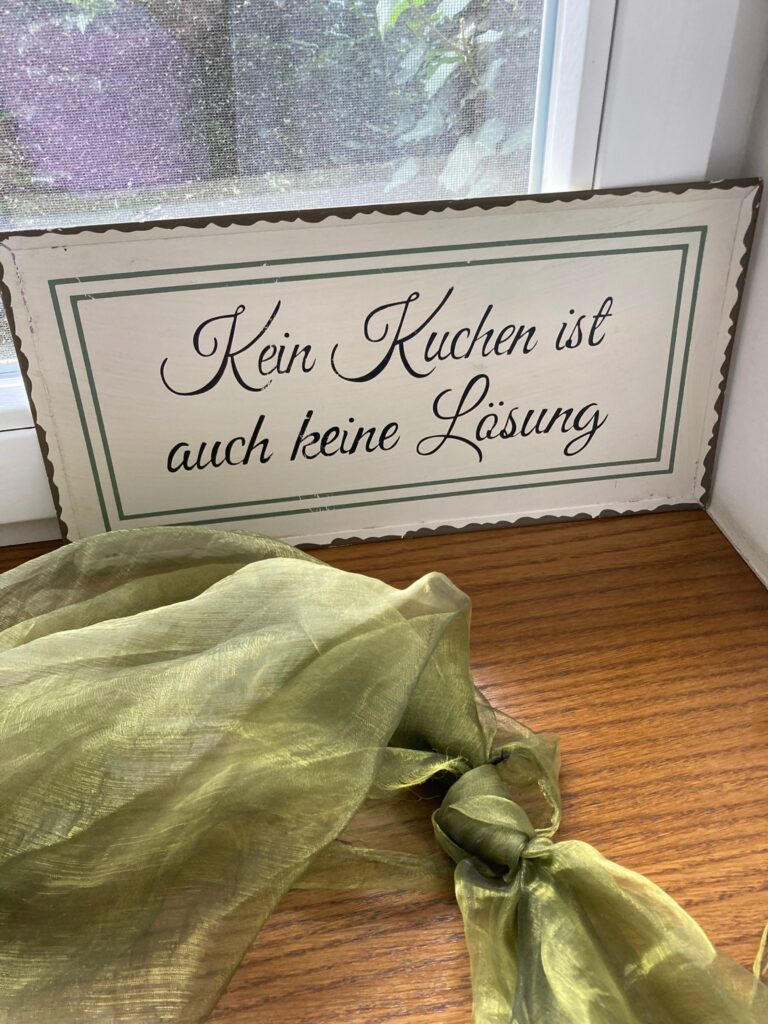 Kein Kuchen ist
auch keine Lösung